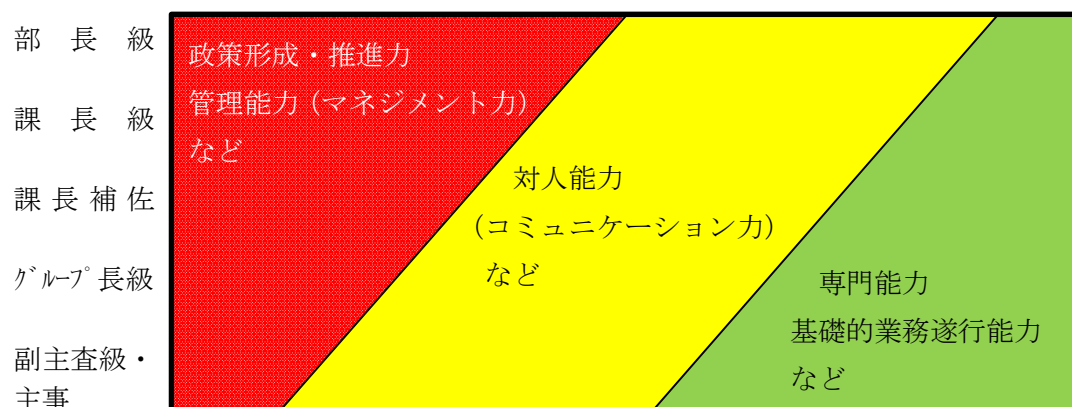 部長級
政策形成・推進力
管理能力(マネジメント力)
課長級
など
対人能力
課長補佐
(コミュニケーション力)
など
グループ長級
専門能力
基礎的業務遂行能力
副主査級・
など
主事